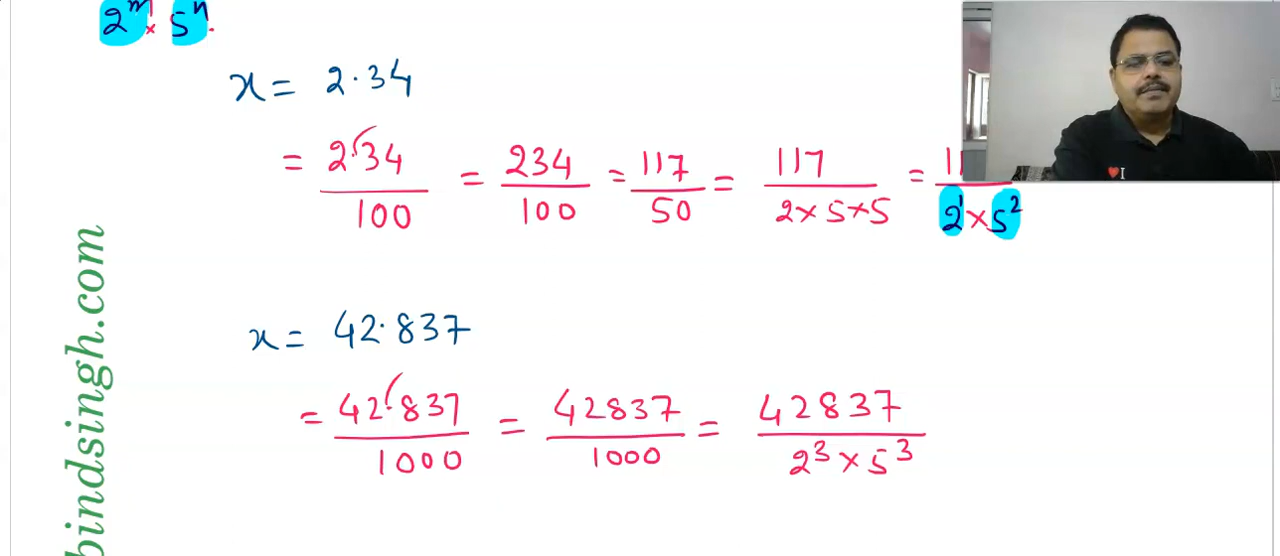 2^m × 5^n.
x = 2.34
= 2.34/100 = 234/100 = 117/50 = 117/(2×5×5) = 11/(2^1×5^2)
x = 42.837
= 42.837/1000 = 42837/1000 = 42837/(2^3×5^3)
bindsingh.com
I